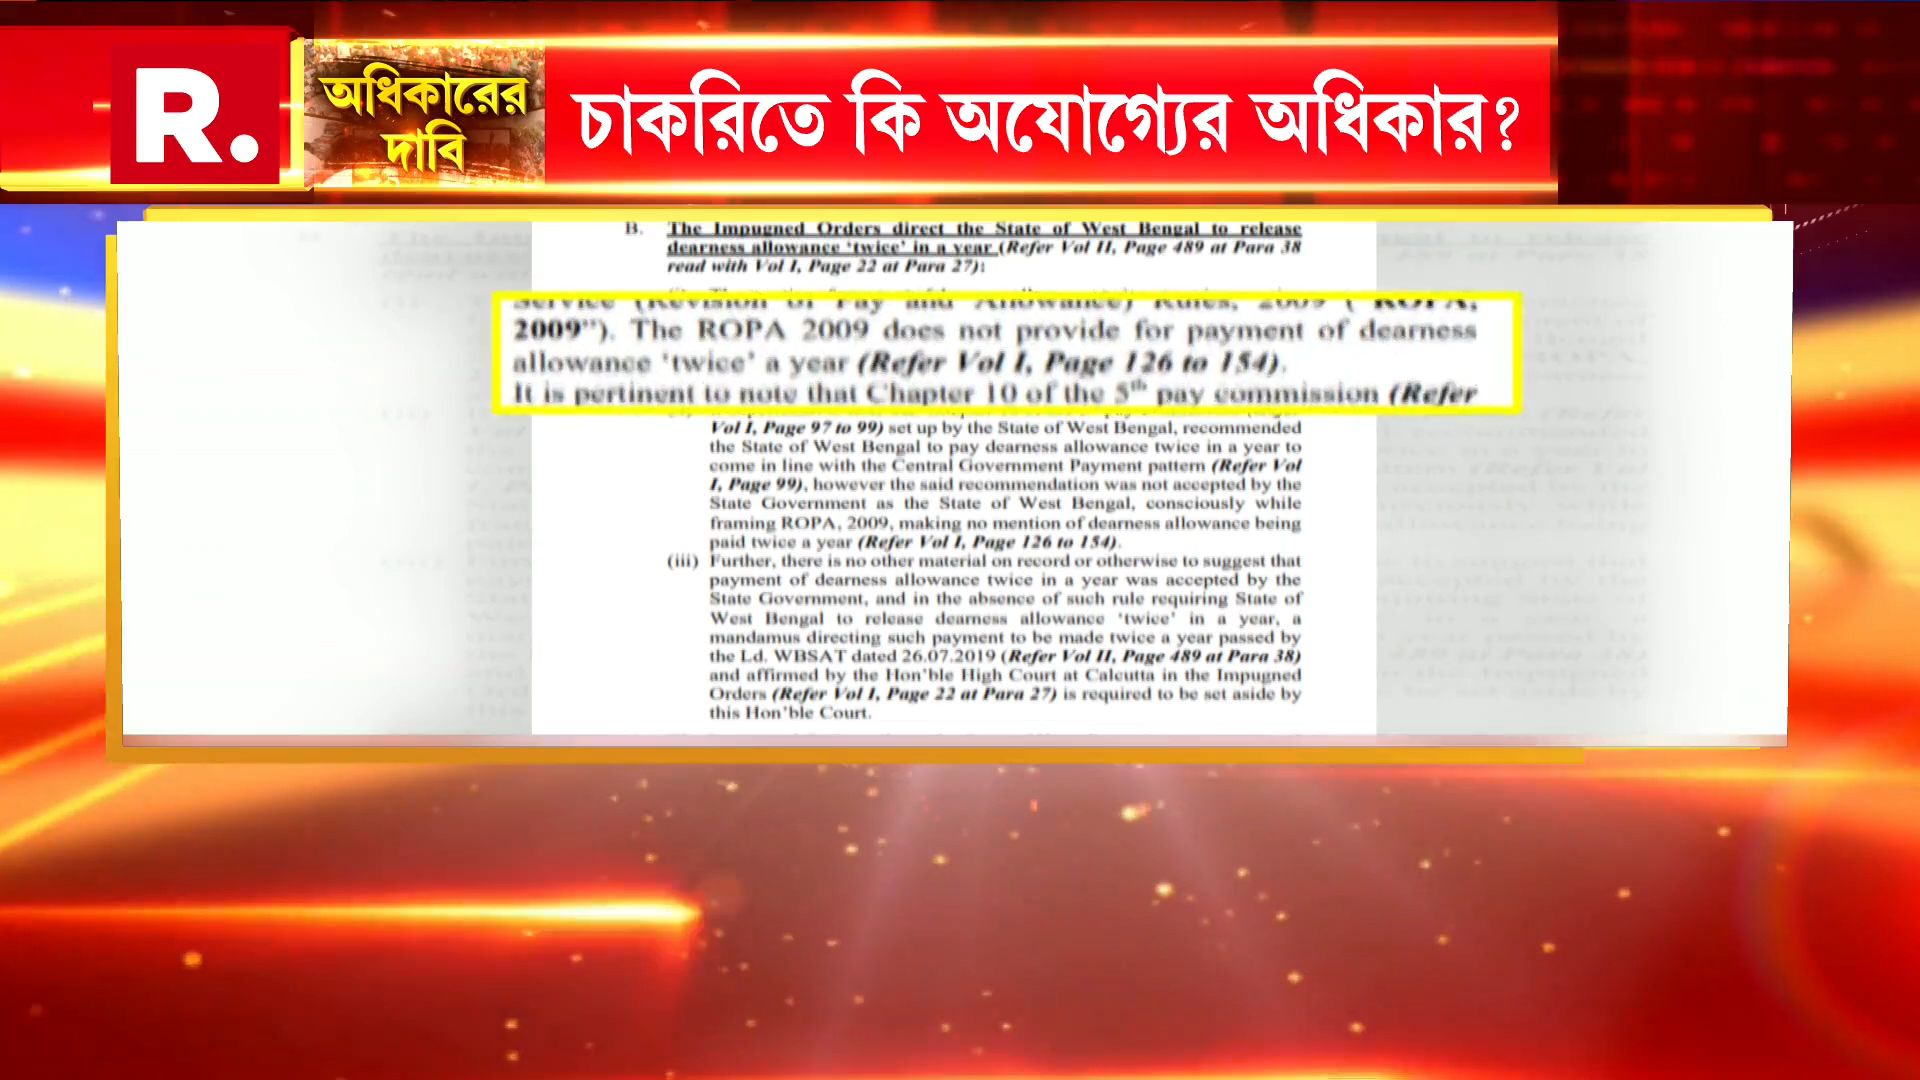 R.
অধিকারের
দাবি
চাকরিতে কি অযোগ্যের অধিকার?
B. The Impugned Orders direct the State of West Bengal to release
dearness allowance ‘twice’ in a year (Refer Vol II, Page 489 at Para 38
read with Vol I, Page 22 at Para 27):
Service (Revision of Pay and Allowance) Rules, 2009 (“ROPA,
2009”). The ROPA 2009 does not provide for payment of dearness
allowance ‘twice’ a year (Refer Vol I, Page 126 to 154).
It is pertinent to note that Chapter 10 of the 5th pay commission (Refer
Vol I, Page 97 to 99) set up by the State of West Bengal, recommended
the State of West Bengal to pay dearness allowance twice in a year to
come in line with the Central Government Payment pattern (Refer Vol
I, Page 99), however the said recommendation was not accepted by the
State Government as the State of West Bengal, consciously while
framing ROPA, 2009, making no mention of dearness allowance being
paid twice a year (Refer Vol I, Page 126 to 154).
(iii) Further, there is no other material on record or otherwise to suggest that
payment of dearness allowance twice in a year was accepted by the
State Government, and in the absence of such rule requiring State of
West Bengal to release dearness allowance ‘twice’ in a year, a
mandamus directing such payment to be made twice a year passed by
the Ld. WBSAT dated 26.07.2019 (Refer Vol II, Page 489 at Para 38)
and affirmed by the Hon’ble High Court at Calcutta in the Impugned
Orders (Refer Vol I, Page 22 at Para 27) is required to be set aside by
this Hon’ble Court.